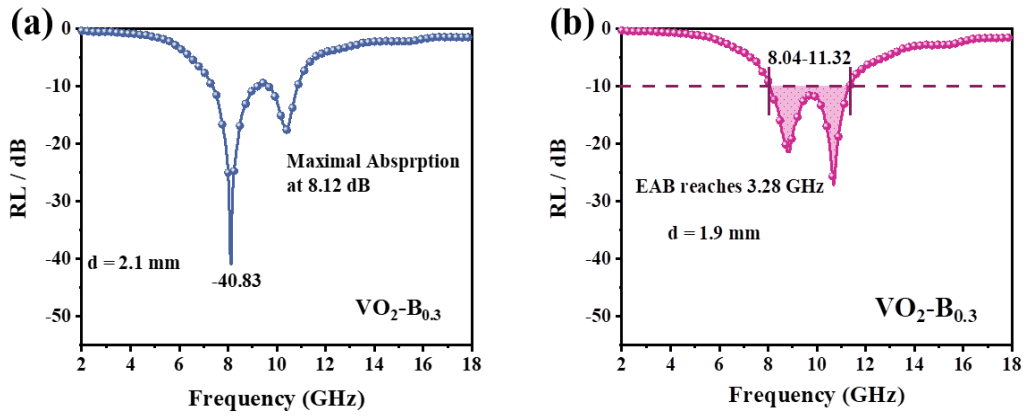 (a)
0
-10
-20
-30
-40
-50
RL / dB
Maximal Absprption
at 8.12 dB
d = 2.1 mm
-40.83
VO₂-B₀.₃
2 4 6 8 10 12 14 16 18
Frequency (GHz)
(b)
0
-10
-20
-30
-40
-50
RL / dB
8.04-11.32
EAB reaches 3.28 GHz
d = 1.9 mm
VO₂-B₀.₃
2 4 6 8 10 12 14 16 18
Frequency (GHz)